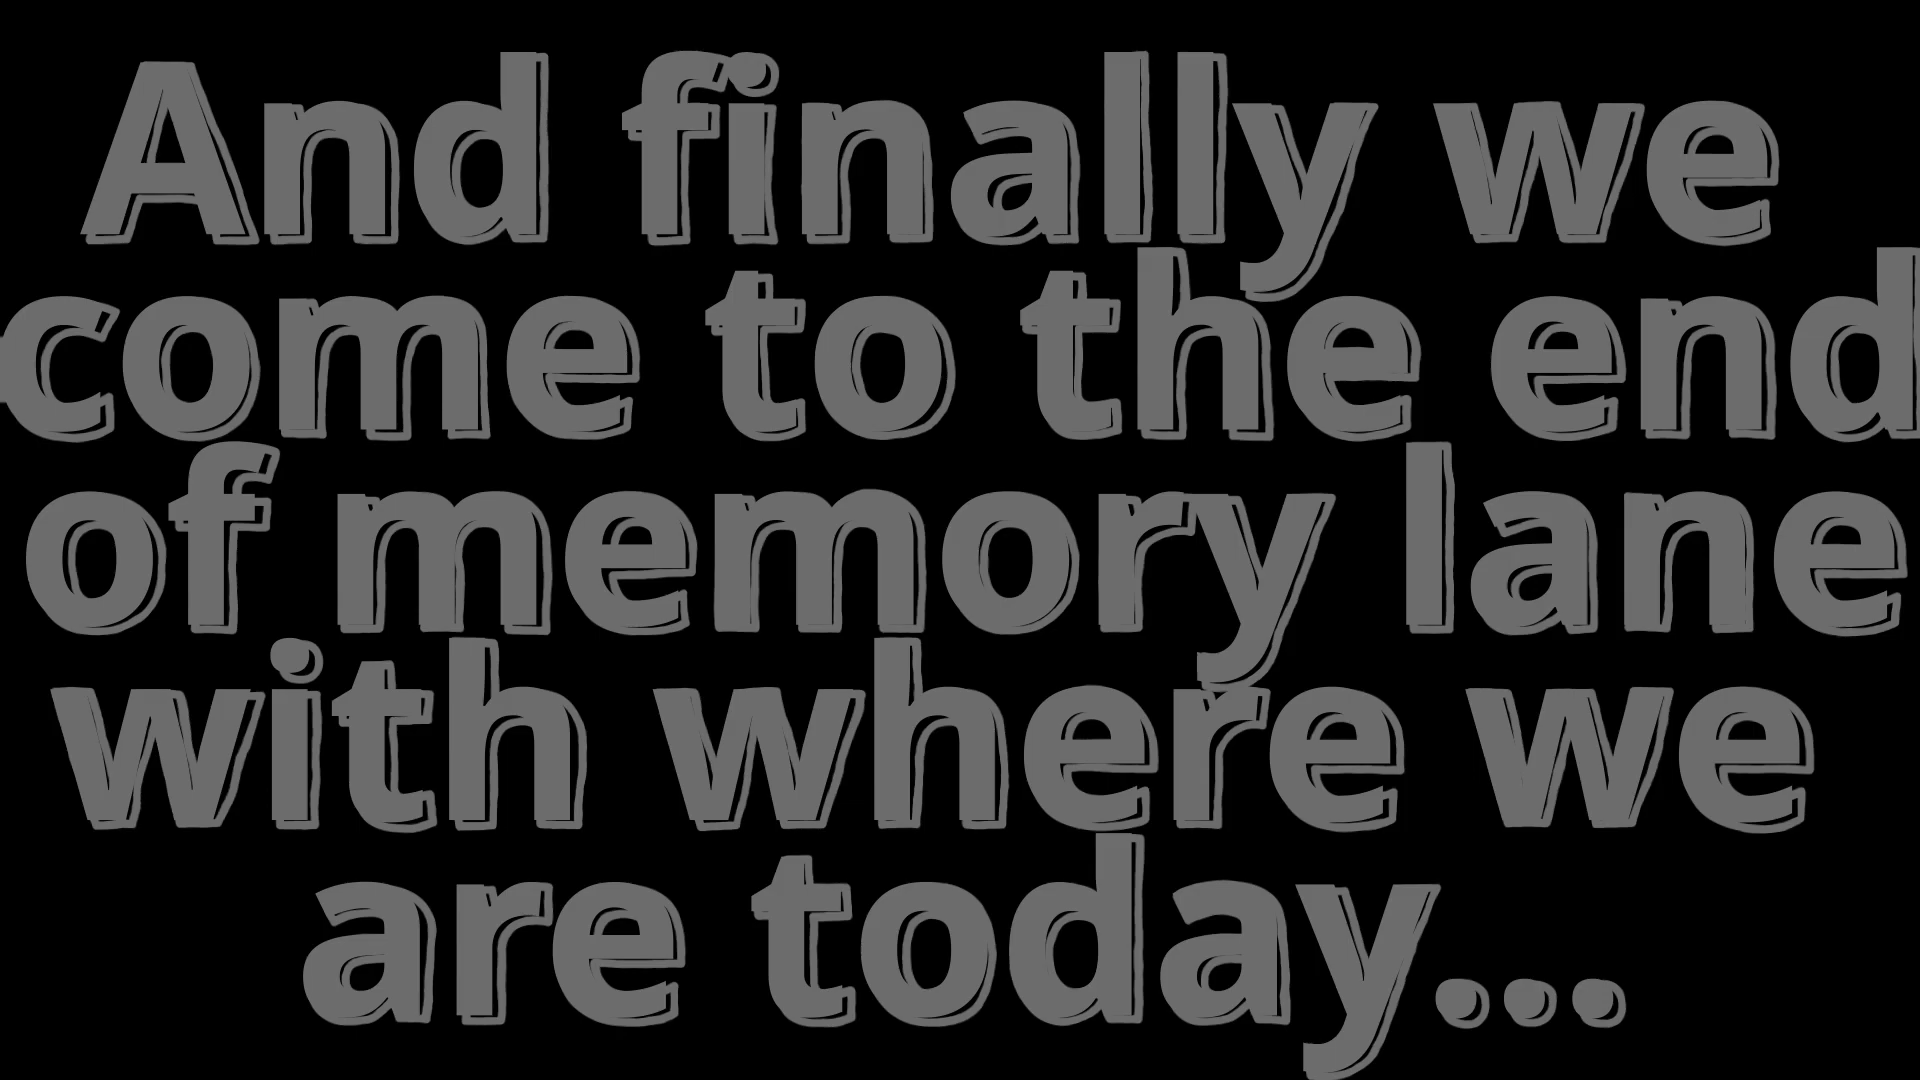 And finally we
come to the end
of memory lane
with where we
are today...